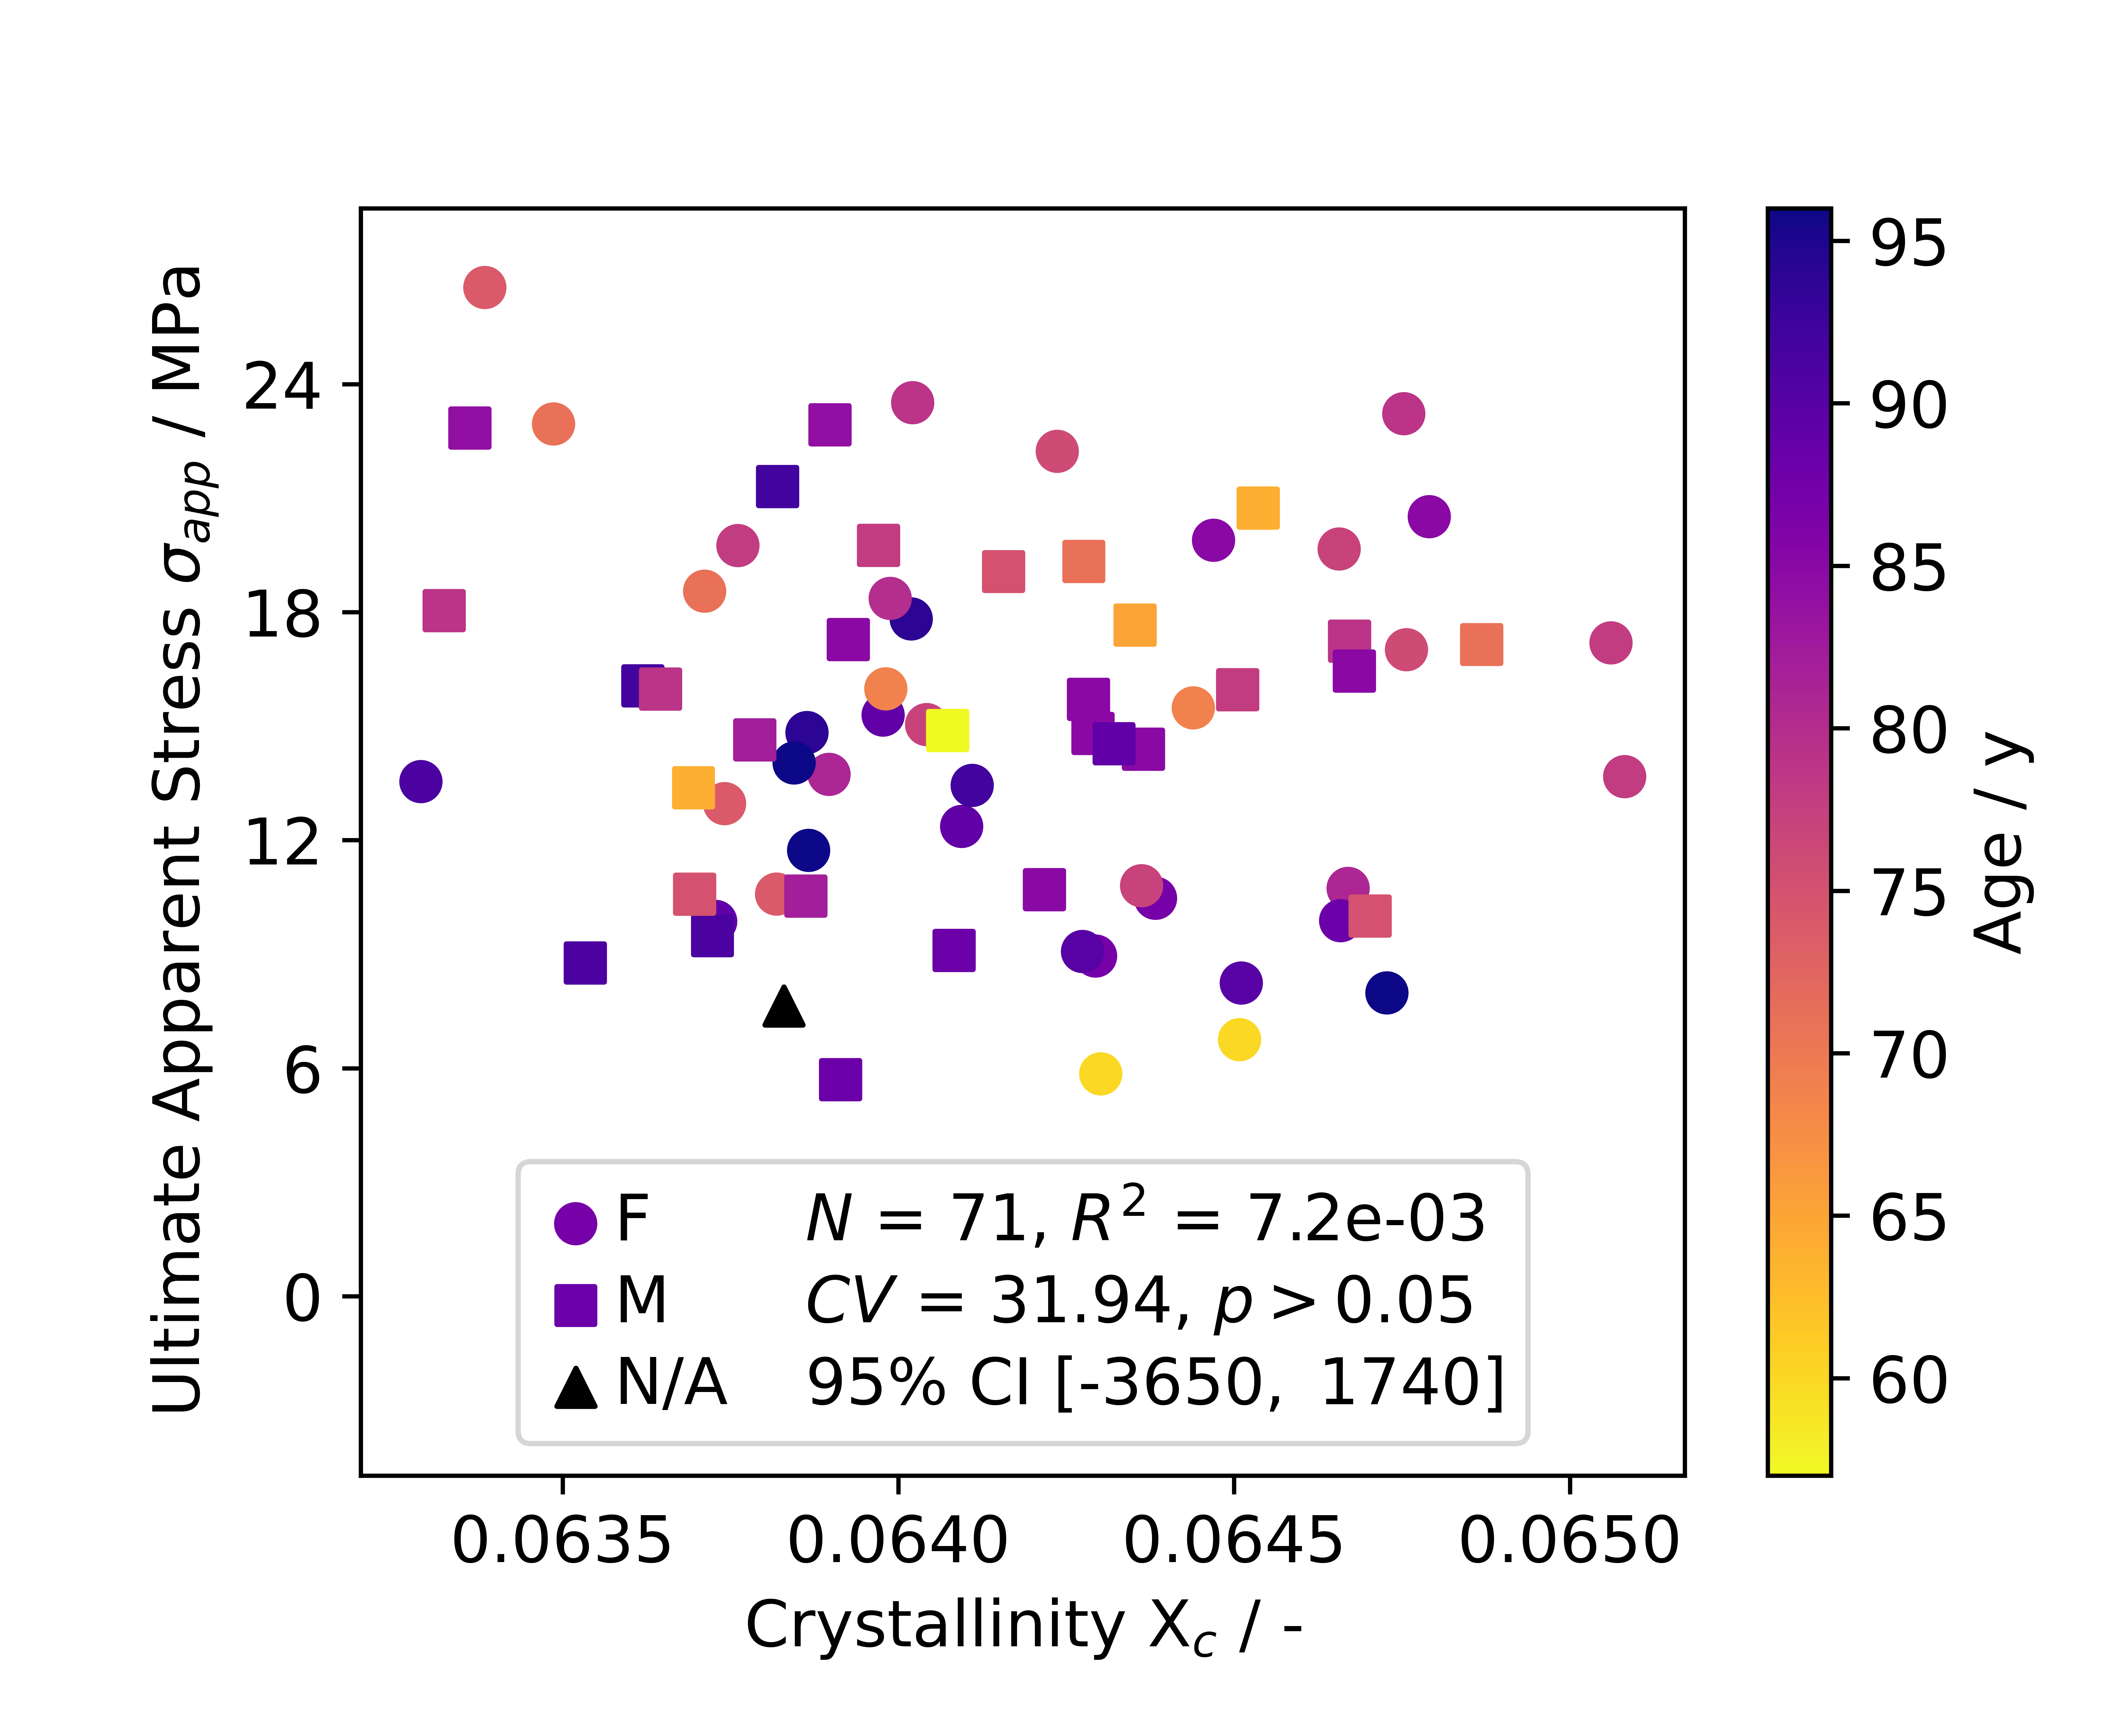 Ultimate Apparent Stress σapp / MPa
24
18
12
6
0
F N = 71, R² = 7.2e-03
M CV = 31.94, p > 0.05
N/A 95% CI [-3650, 1740]
0.0635 0.0640 0.0645 0.0650
Crystallinity Xc / -
95
90
85
80
75
70
65
60
Age / y